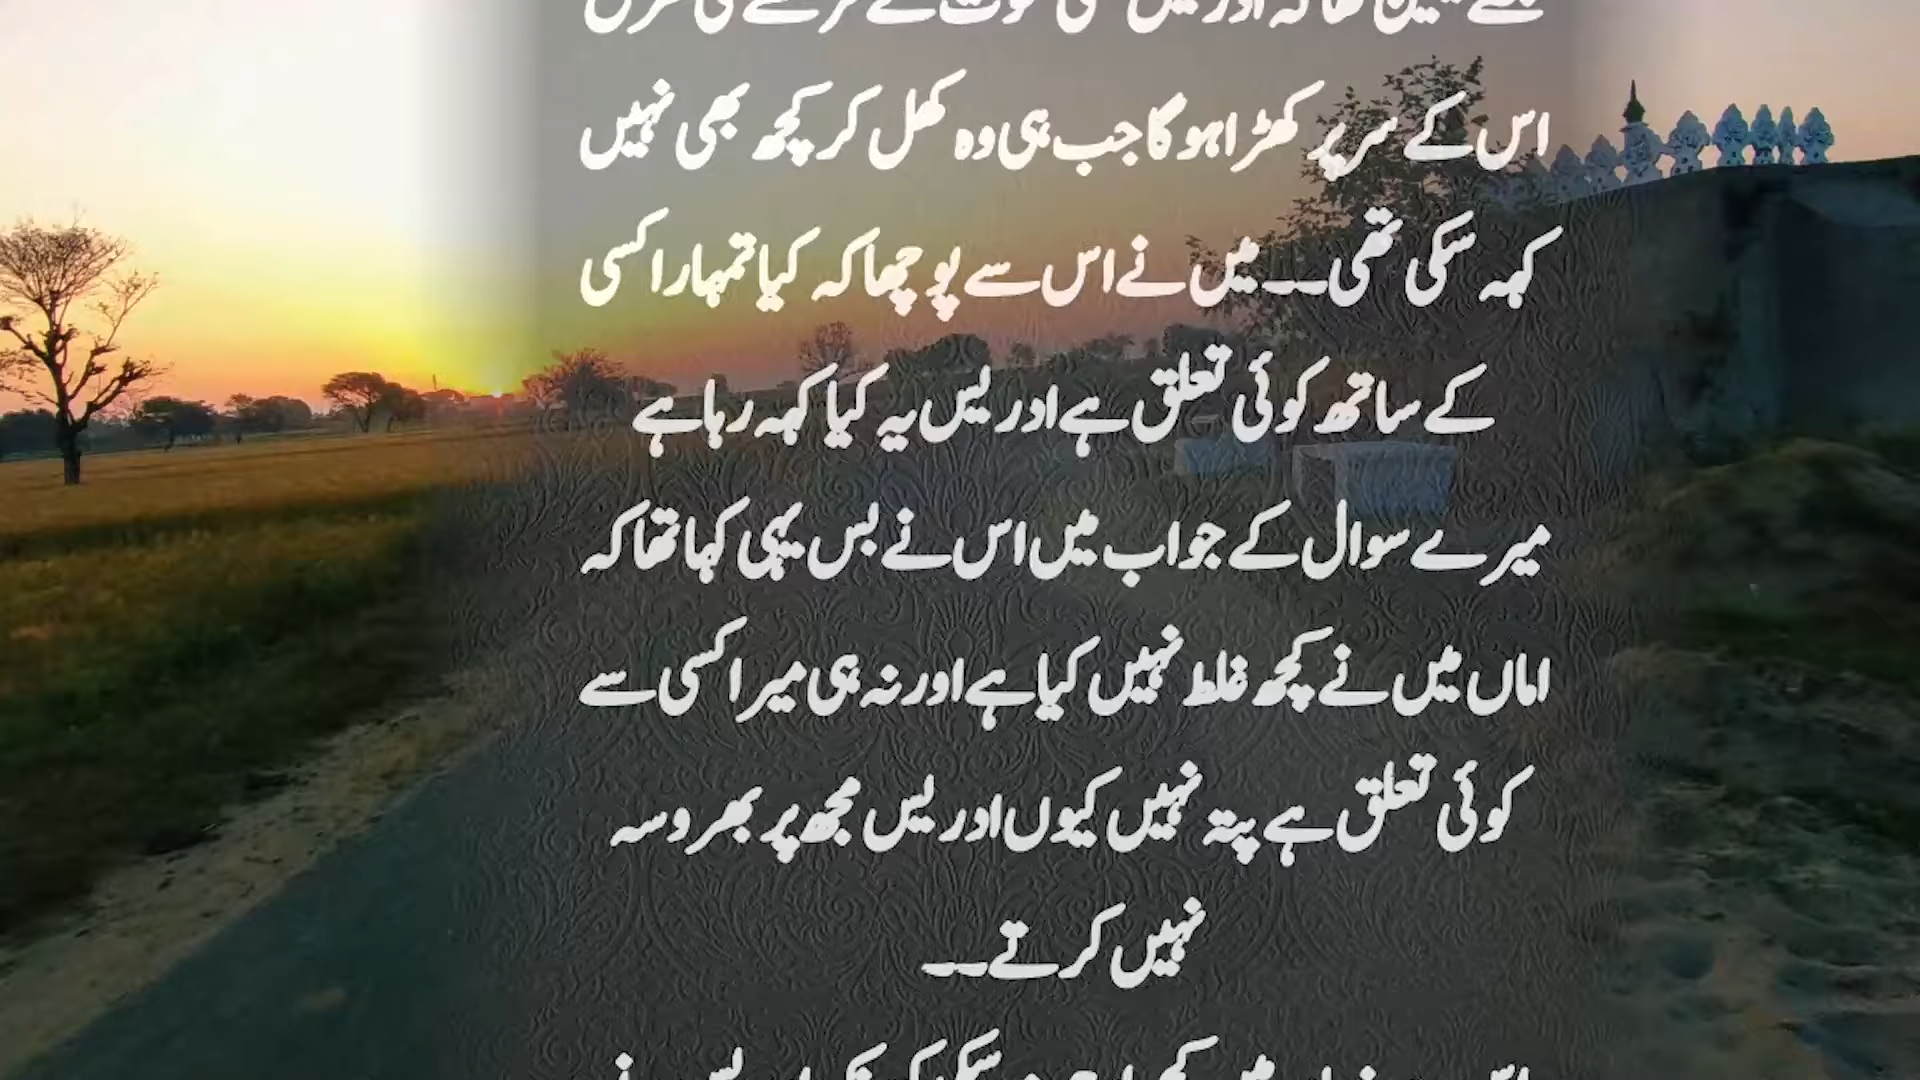 اس کے سر پر کھڑا ہو گا جب ہی وہ کھل کر کچھ بھی نہیں
کہہ سکی تھی۔۔ میں نے اس سے پوچھا کہ کیا تمہارا کسی
کے ساتھ کوئی تعلق ہے ادریس یہ کیا کہہ رہا ہے
میرے سوال کے جواب میں اس نے بس یہی کہا تھا کہ
اماں میں نے کچھ غلط نہیں کیا ہے اور نہ ہی میرا کسی سے
کوئی تعلق ہے پتہ نہیں کیوں ادریس مجھ پر بھروسہ
نہیں کرتے۔۔